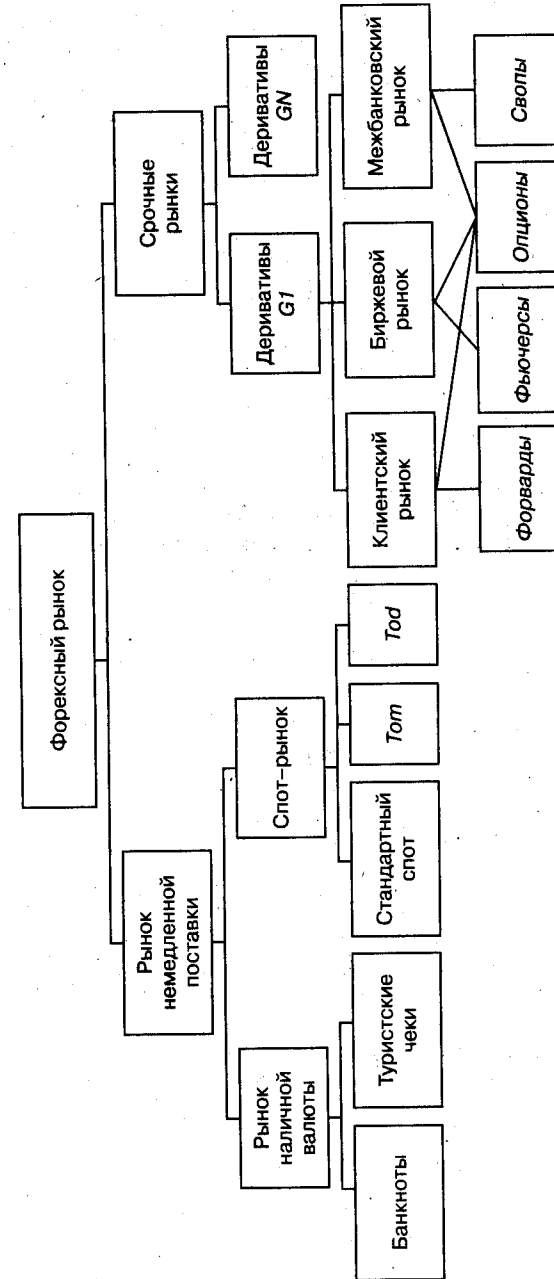 Форексный рынок
Рынок
немедленной
поставки
Срочные
рынки
Рынок
наличной
валюты
Спот-рынок
Деривативы
G1
Деривативы
GN
Банкноты
Туристские
чеки
Стандартный
спот
Tom
Tod
Клиентский
рынок
Биржевой
рынок
Межбанковский
рынок
Форварды
Фьючерсы
Опционы
Свопы